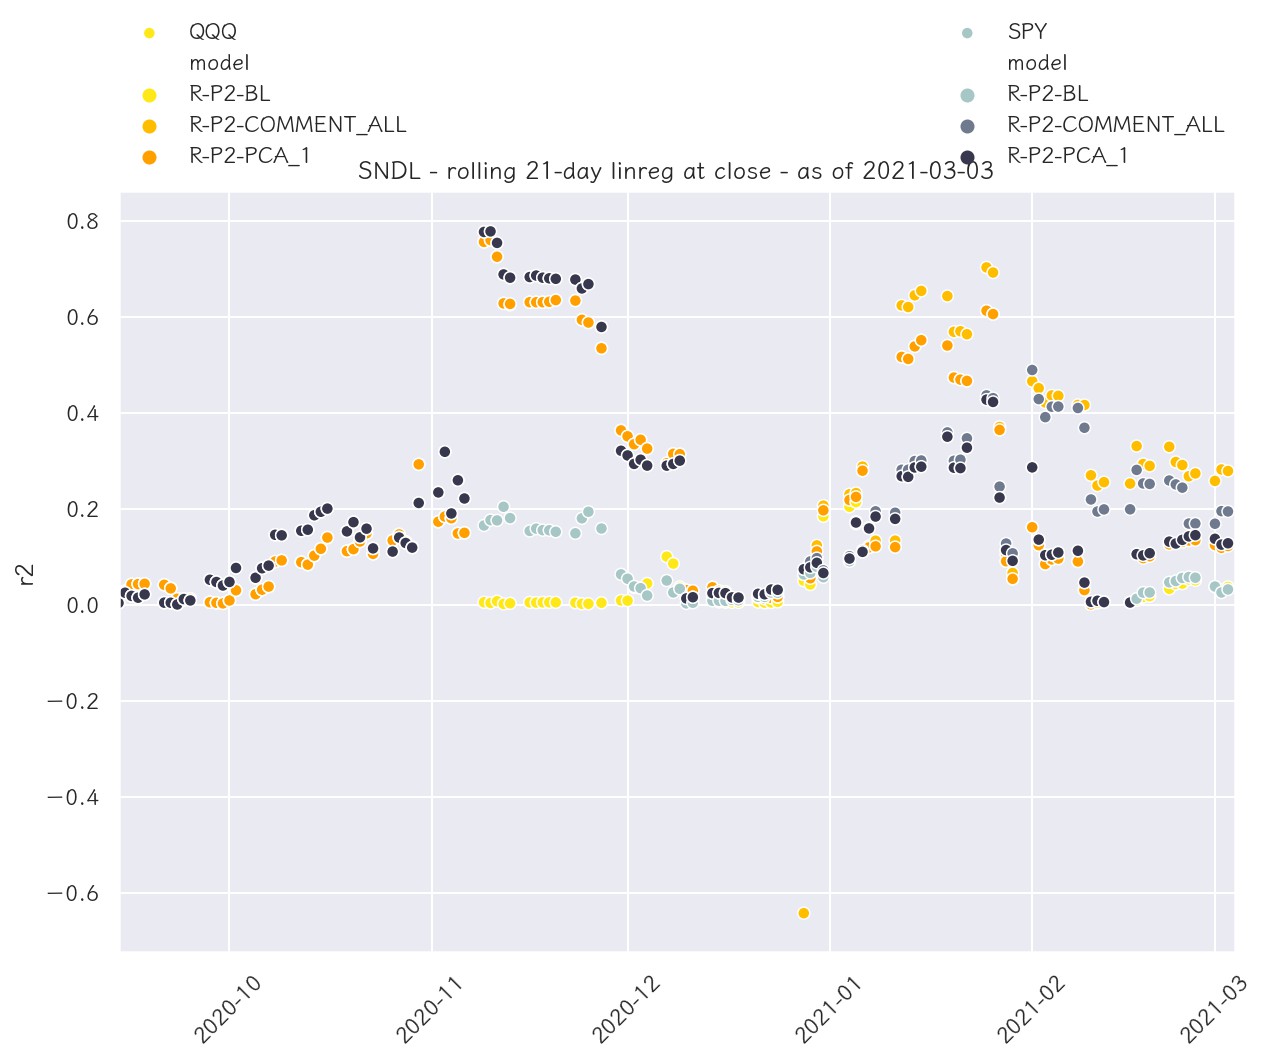 QQQ
model
R-P2-BL
R-P2-COMMENT_ALL
R-P2-PCA_1
SPY
model
R-P2-BL
R-P2-COMMENT_ALL
R-P2-PCA_1
SNDL - rolling 21-day linreg at close - as of 2021-03-03
r2
0.8
0.6
0.4
0.2
0.0
−0.2
−0.4
−0.6
2020-10
2020-11
2020-12
2021-01
2021-02
2021-03